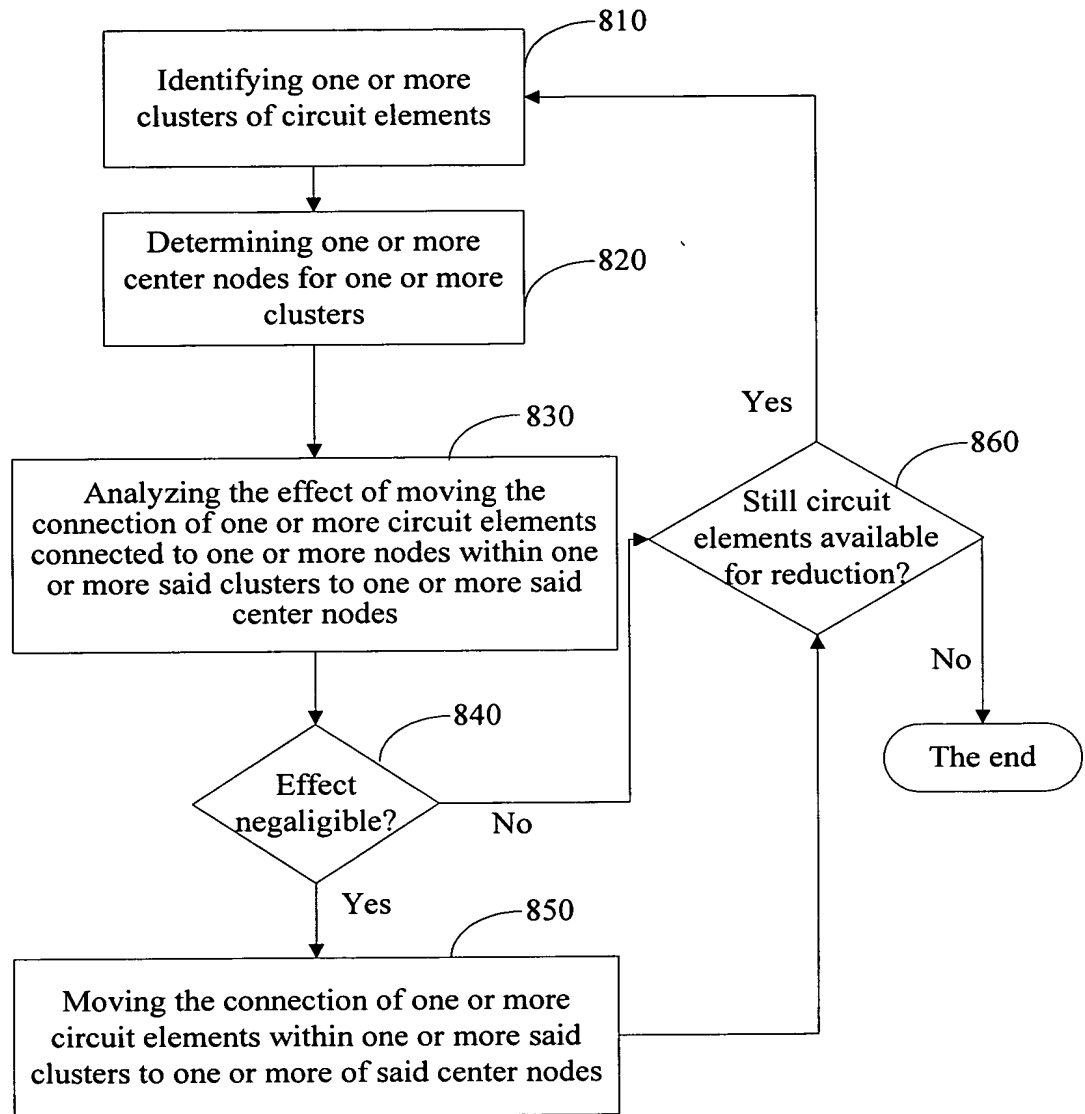 810
Identifying one or more
clusters of circuit elements
Determining one or more
center nodes for one or more
clusters
820
830
Analyzing the effect of moving the
connection of one or more circuit elements
connected to one or more nodes within one
or more said clusters to one or more said
center nodes
Yes
860
Still circuit
elements available
for reduction?
No
The end
840
Effect
negaligible?
No
Yes
850
Moving the connection of one or more
circuit elements within one or more said
clusters to one or more of said center nodes